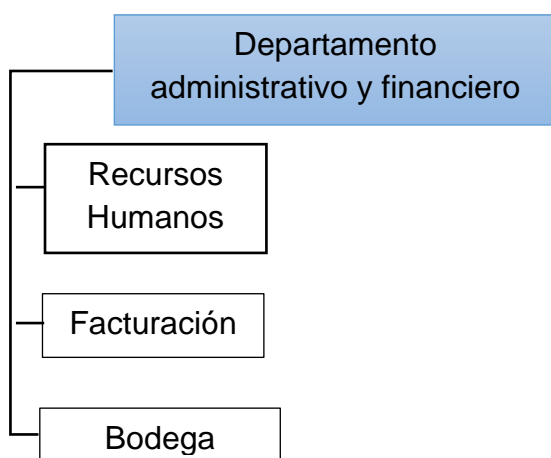 Departamento
administrativo y financiero
Recursos
Humanos
Facturación
Bodega